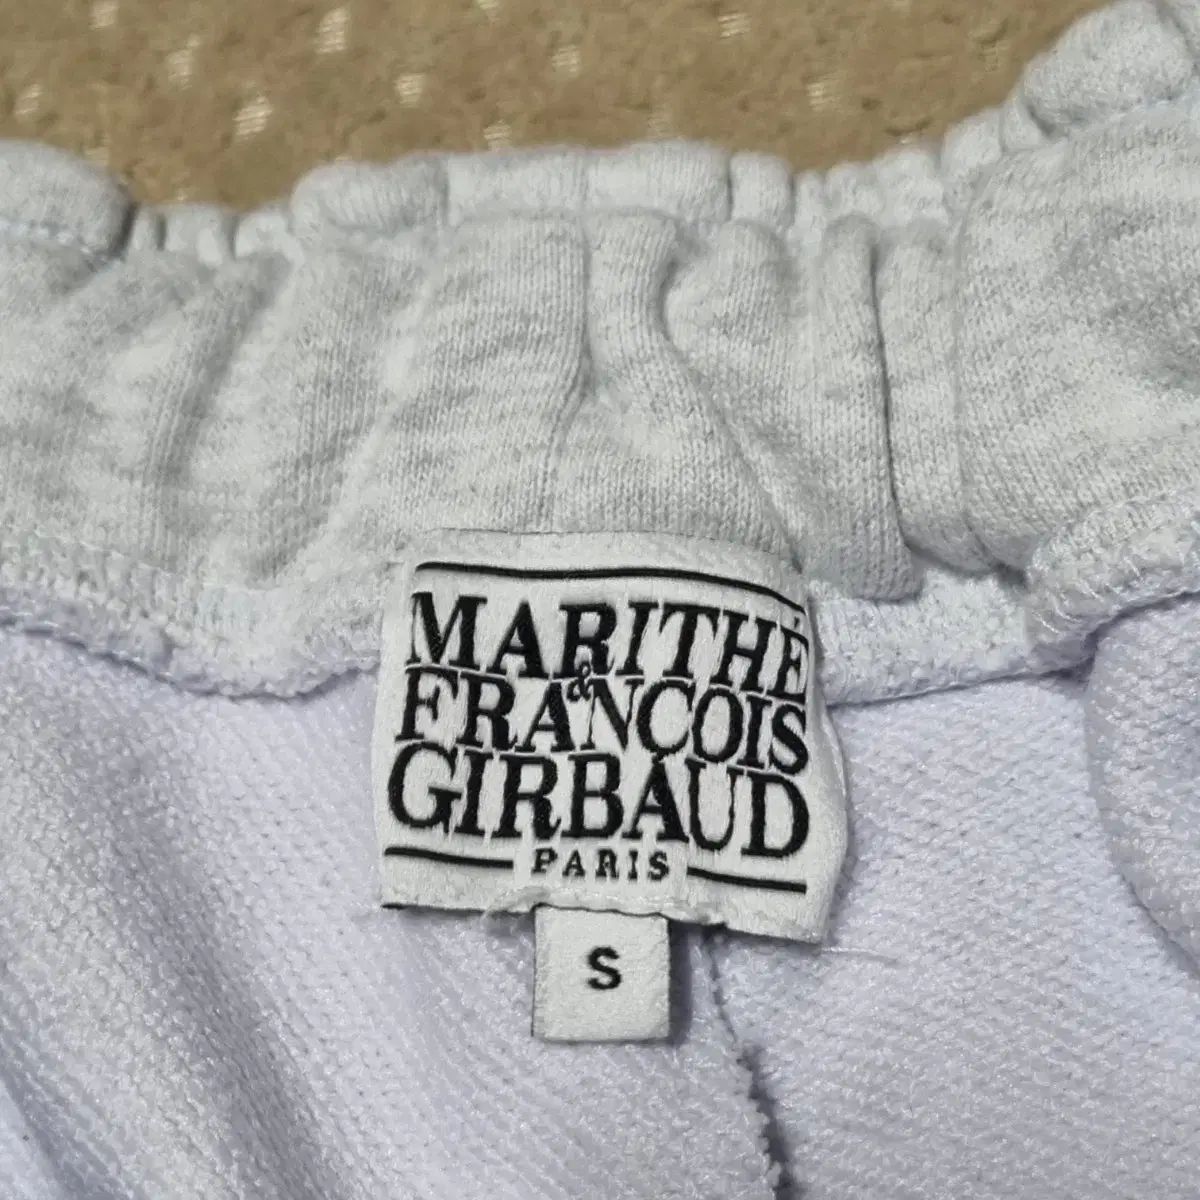 MARITHÉ
&
FRANÇOIS
GIRBAUD
PARIS
S